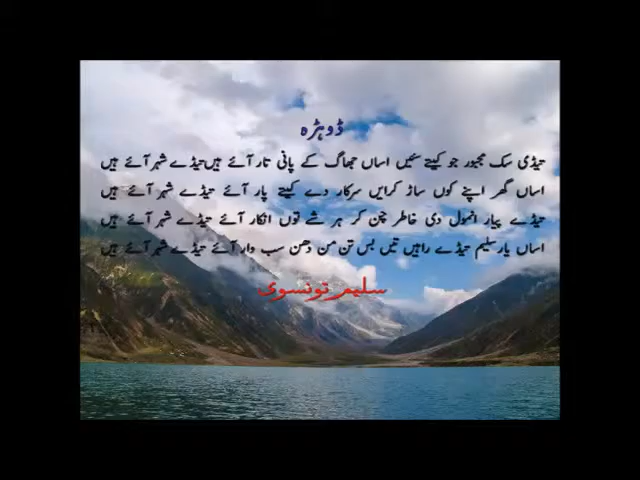 ڈوہڑہ
تیڈی سک مجبور جو کیتے سئیں اساں جھاگ کے پانی تار آئے ہیں تیڈے شہر آئے ہیں
اساں گھر اپنے کوں ساڑ کرایں سرکار دے کیتے پار آئے تیڈے شہر آئے ہیں
تیڈے پیار انمول دی خاطر چن کر ہر شے توں انکار آئے تیڈے شہر آئے ہیں
اساں یار سلیم تیڈے راہیں تیں بس تن من دھن سب وار آئے تیڈے شہر آئے ہیں
سلیم تونسوی